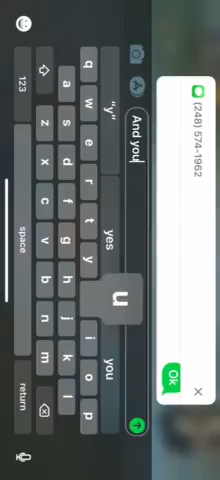 (248) 574-1962
Ok
And you
"y" yes you
q w e r t y u i o p
a s d f g h j k l
z x c v b n m
123 space return